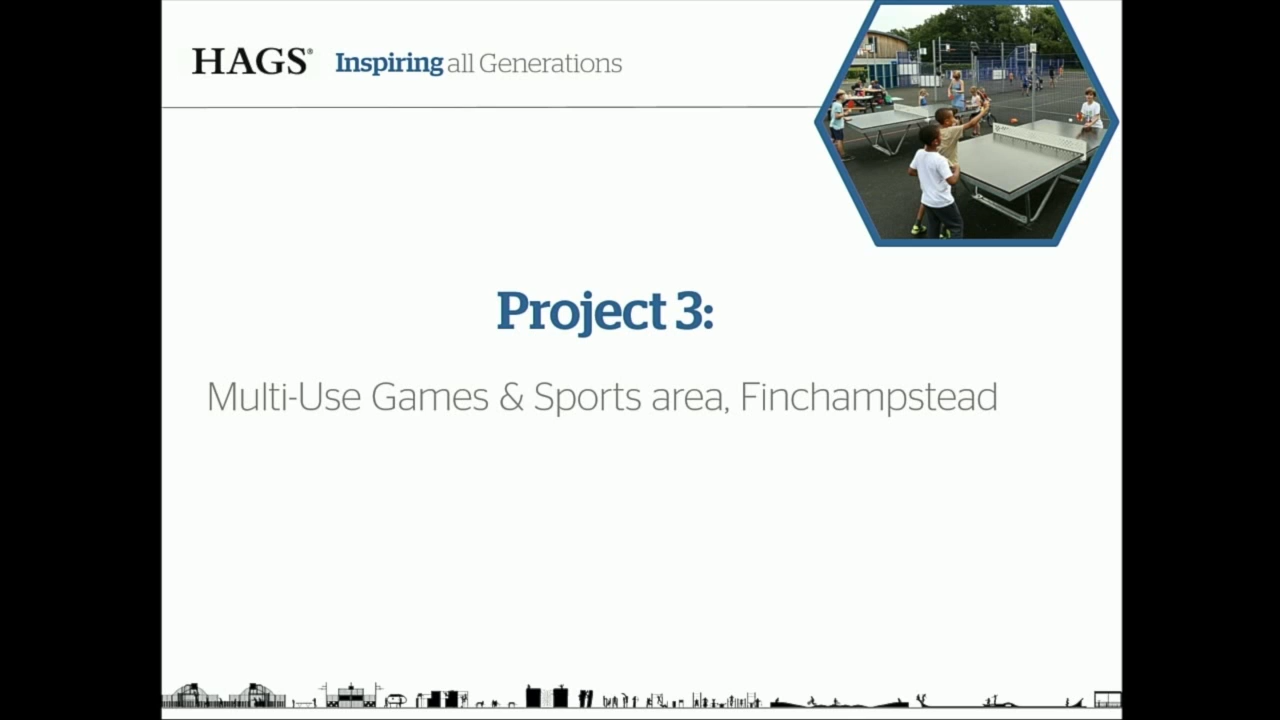 HAGS® Inspiring all Generations
Project 3:
Multi-Use Games & Sports area, Finchampstead